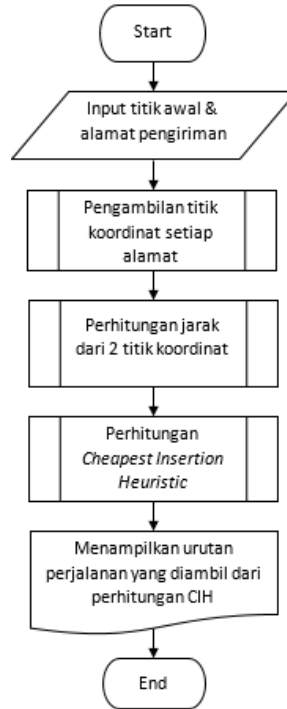 Start
Input titik awal &
alamat pengiriman
Pengambilan titik
koordinat setiap
alamat
Perhitungan jarak
dari 2 titik koordinat
Perhitungan
Cheapest Insertion
Heuristic
Menampilkan urutan
perjalanan yang diambil dari
perhitungan CIH
End